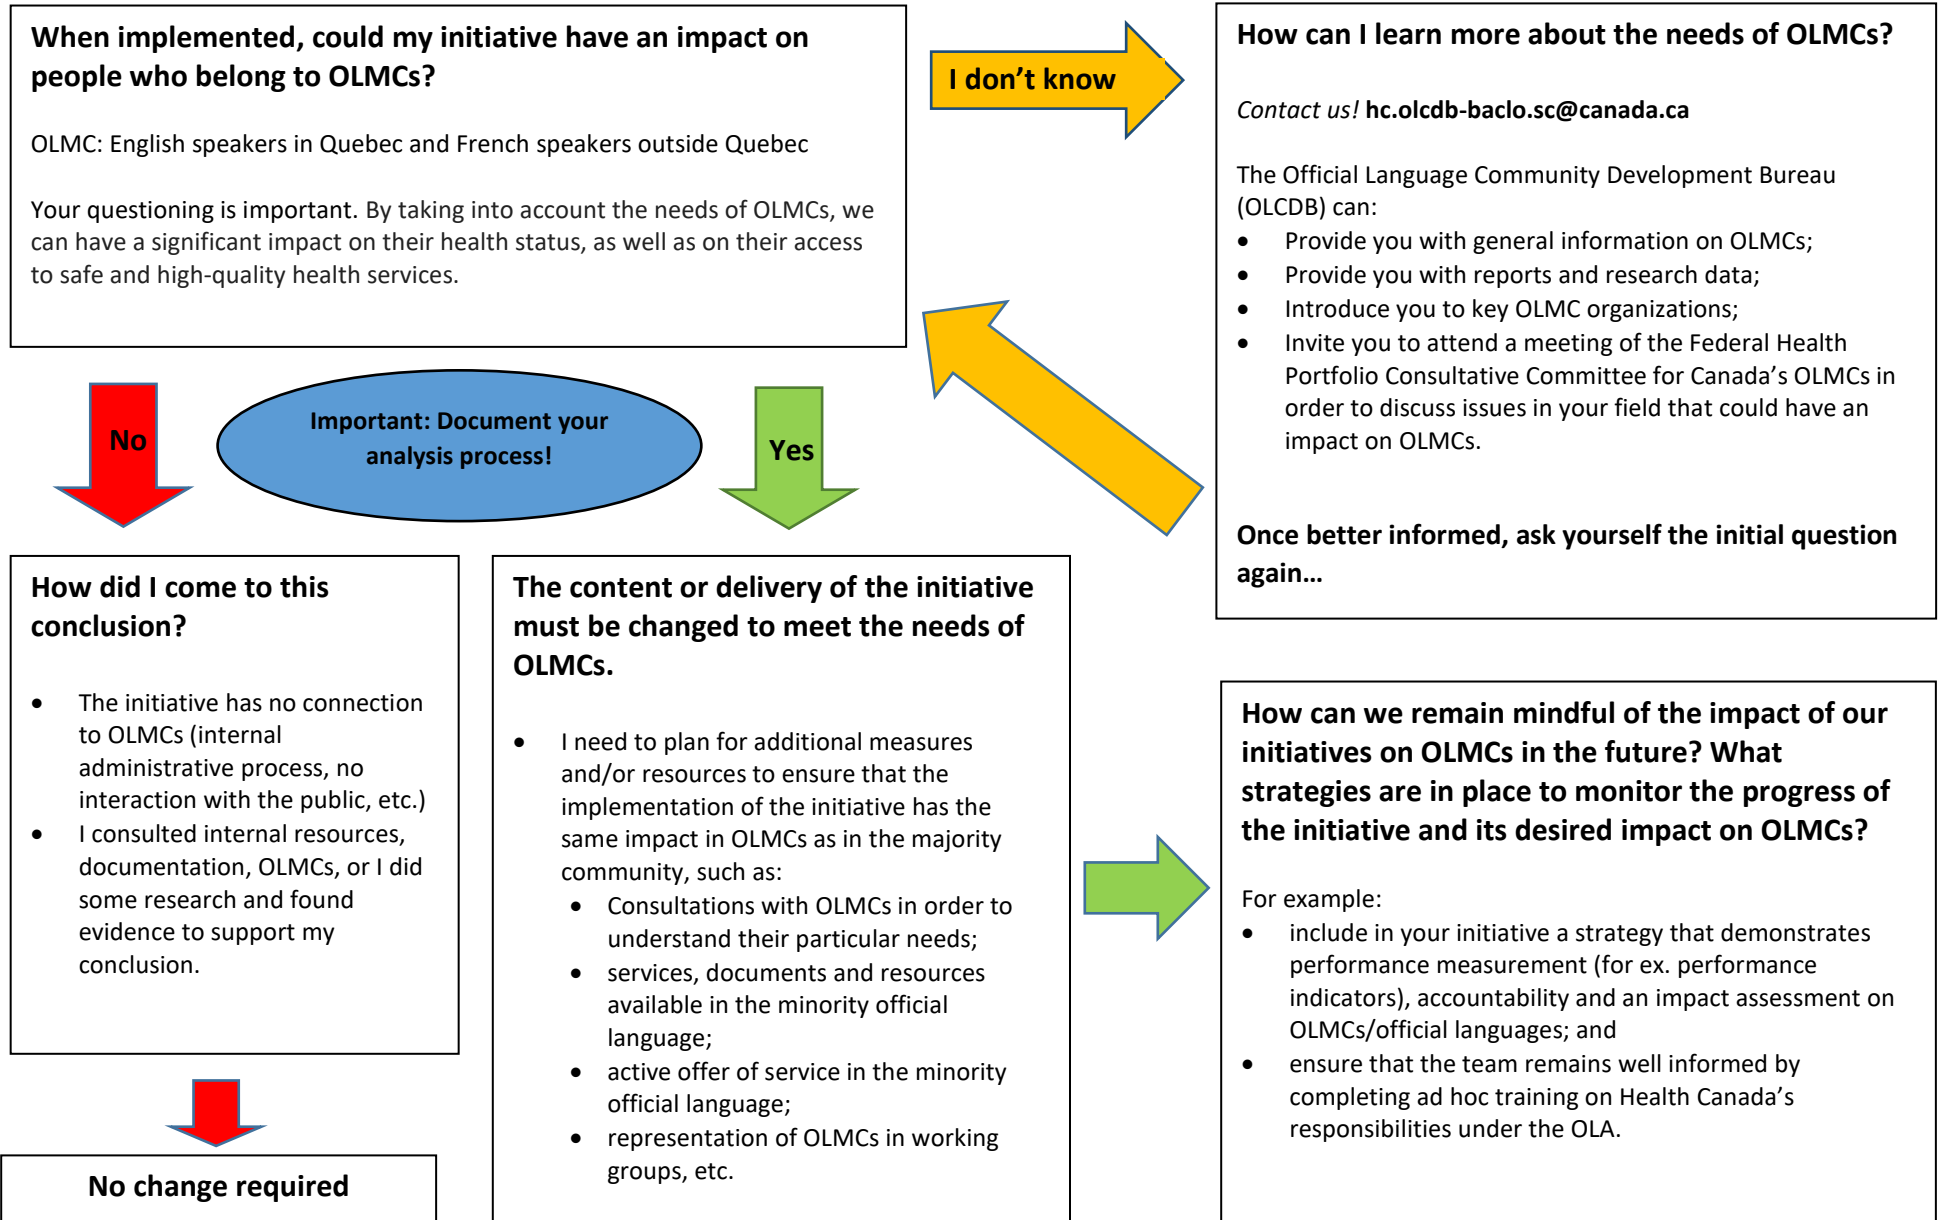 When implemented, could my initiative have an impact on
people who belong to OLMCs?
OLMC: English speakers in Quebec and French speakers outside Quebec
Your questioning is important. By taking into account the needs of OLMCs, we
can have a significant impact on their health status, as well as on their access
to safe and high-quality health services.
I don't know
How can I learn more about the needs of OLMCs?
Contact us! hc.olcdb-baclo.sc@canada.ca
The Official Language Community Development Bureau
(OLCDB) can:
• Provide you with general information on OLMCs;
• Provide you with reports and research data;
• Introduce you to key OLMC organizations;
• Invite you to attend a meeting of the Federal Health
Portfolio Consultative Committee for Canada's OLMCs in
order to discuss issues in your field that could have an
impact on OLMCs.
Once better informed, ask yourself the initial question
again…
No
Important: Document your
analysis process!
Yes
How did I come to this
conclusion?
• The initiative has no connection
to OLMCs (internal
administrative process, no
interaction with the public, etc.)
• I consulted internal resources,
documentation, OLMCs, or I did
some research and found
evidence to support my
conclusion.
No change required
The content or delivery of the initiative
must be changed to meet the needs of
OLMCs.
• I need to plan for additional measures
and/or resources to ensure that the
implementation of the initiative has the
same impact in OLMCs as in the majority
community, such as:
• Consultations with OLMCs in order to
understand their particular needs;
• services, documents and resources
available in the minority official
language;
• active offer of service in the minority
official language;
• representation of OLMCs in working
groups, etc.
How can we remain mindful of the impact of our
initiatives on OLMCs in the future? What
strategies are in place to monitor the progress of
the initiative and its desired impact on OLMCs?
For example:
• include in your initiative a strategy that demonstrates
performance measurement (for ex. performance
indicators), accountability and an impact assessment on
OLMCs/official languages; and
• ensure that the team remains well informed by
completing ad hoc training on Health Canada's
responsibilities under the OLA.